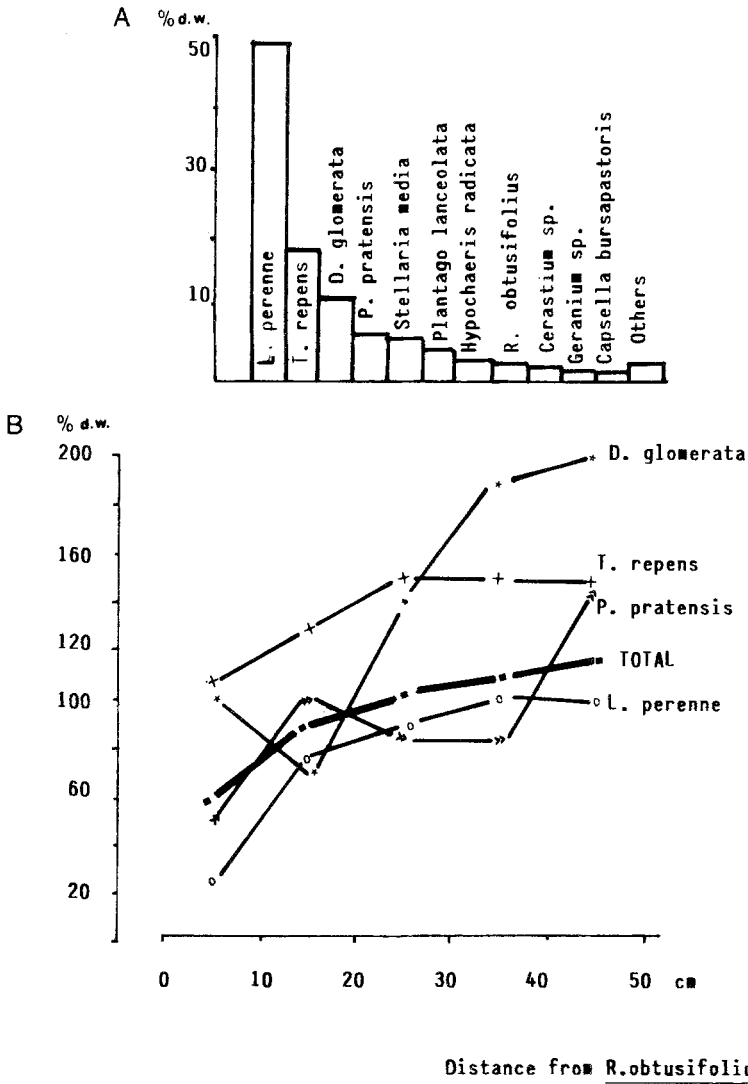 A % d.w.
50
30
10
L. perenne
T. repens
D. glomerata
P. pratensis
Stellaria media
Plantago lanceolata
Hypochaeris radicata
R. obtusifolius
Cerastium sp.
Geranium sp.
Capsella bursapastoris
Others
B % d.w.
200
160
120
100
60
20
D. glomerata
T. repens
P. pratensis
TOTAL
L. perenne
0 10 20 30 40 50 cm
Distance from R.obtusifoliu